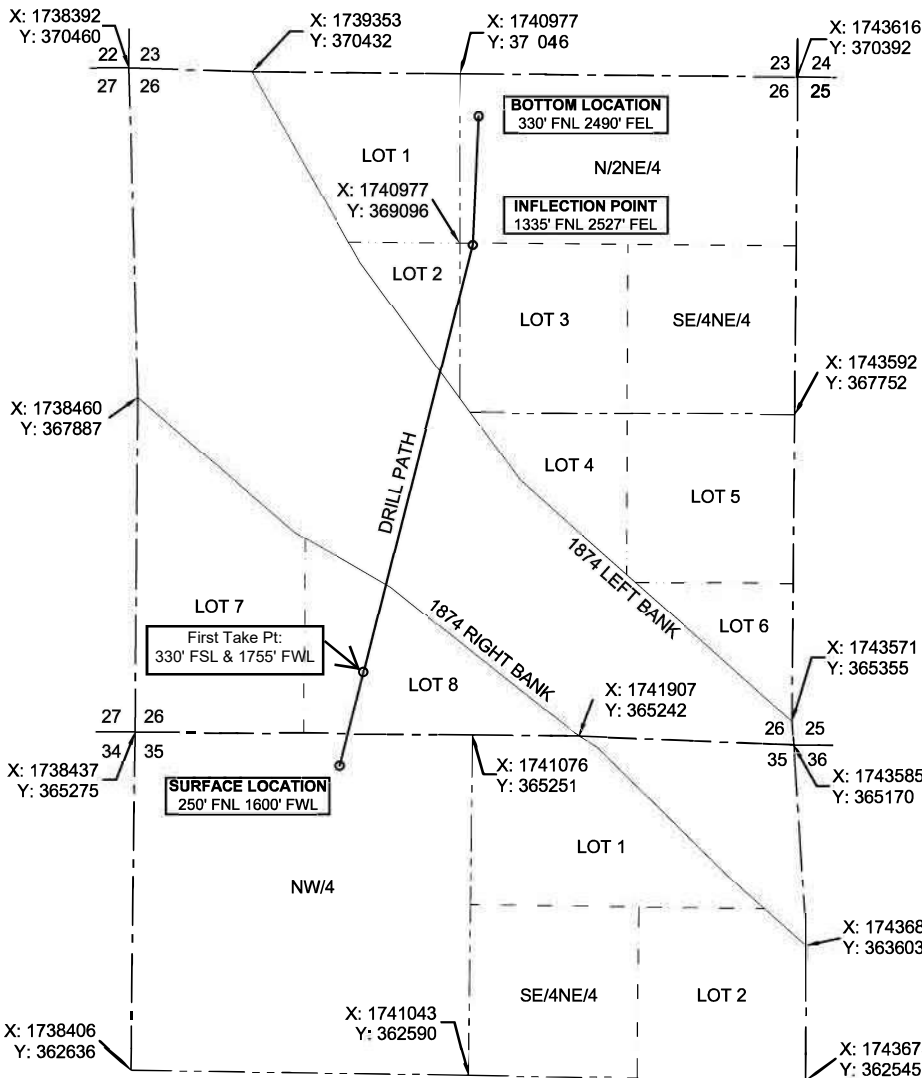 X: 1738392
Y: 370460
X: 1739353
Y: 370432
X: 1740977
Y: 37 046
X: 1743616
Y: 370392
22 23
27 26
23 24
26 25
BOTTOM LOCATION
330' FNL 2490' FEL
LOT 1
N/2NE/4
X: 1740977
Y: 369096
INFLECTION POINT
1335' FNL 2527' FEL
LOT 2
LOT 3
SE/4NE/4
X: 1743592
Y: 367752
X: 1738460
Y: 367887
DRILL PATH
LOT 4
LOT 5
1874 LEFT BANK
LOT 7
1874 RIGHT BANK
LOT 6
First Take Pt:
330' FSL & 1755' FWL
LOT 8
X: 1743571
Y: 365355
X: 1741907
Y: 365242
27 26
34 35
26 25
35 36
X: 1738437
Y: 365275
SURFACE LOCATION
250' FNL 1600' FWL
X: 1741076
Y: 365251
X: 1743585
Y: 365170
LOT 1
NW/4
X: 174368
Y: 363603
SE/4NE/4
LOT 2
X: 1738406
Y: 362636
X: 1741043
Y: 362590
X: 174367
Y: 362545